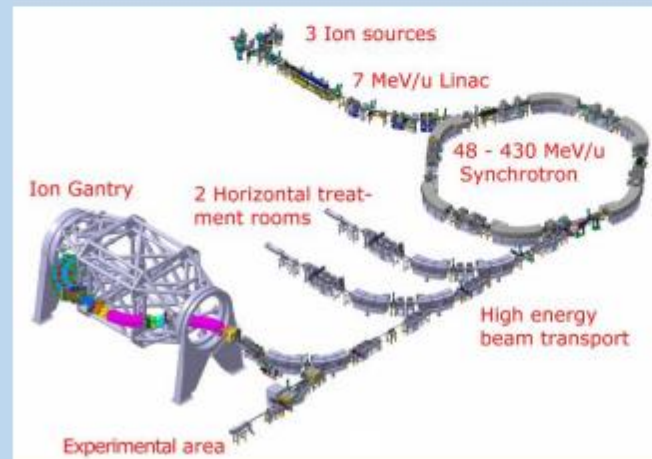 3 Ion sources
7 MeV/u Linac
48 - 430 MeV/u
Synchrotron
Ion Gantry
2 Horizontal treat-
ment rooms
High energy
beam transport
Experimental area